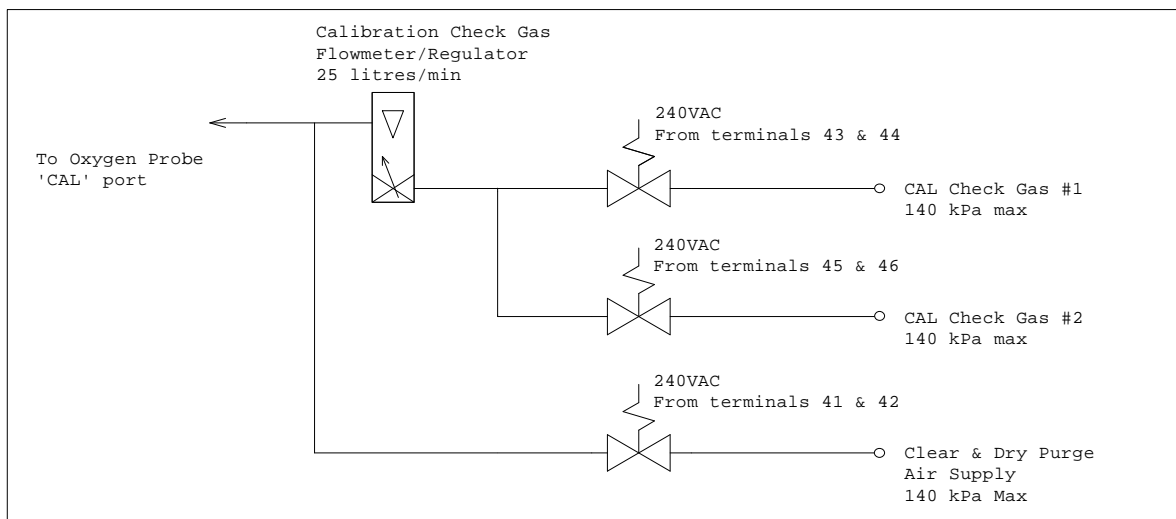 Calibration Check Gas
Flowmeter/Regulator
25 litres/min
To Oxygen Probe
'CAL' port
240VAC
From terminals 43 & 44
CAL Check Gas #1
140 kPa max
240VAC
From terminals 45 & 46
CAL Check Gas #2
140 kPa max
240VAC
From terminals 41 & 42
Clear & Dry Purge
Air Supply
140 kPa Max